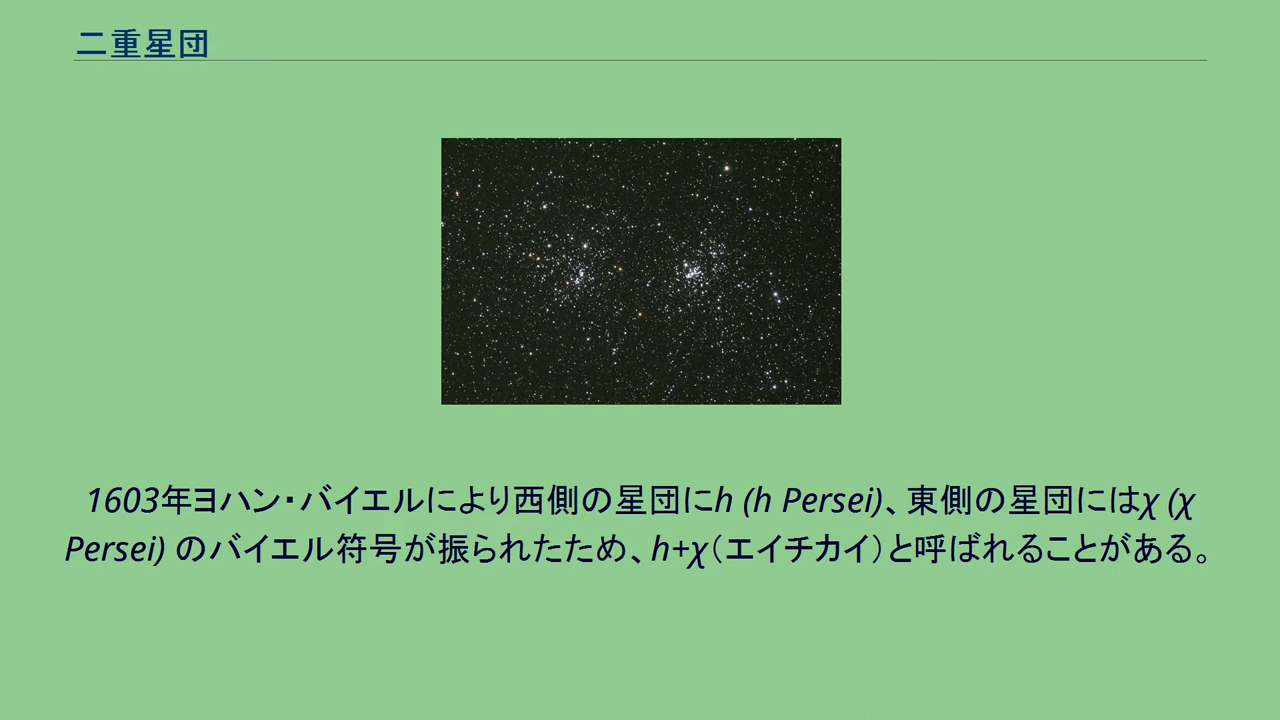 二重星団
1603年ヨハン・バイエルにより西側の星団にh (h Persei)、東側の星団にはχ (χ
Persei) のバイエル符号が振られたため、h+χ（エイチカイ）と呼ばれることがある。